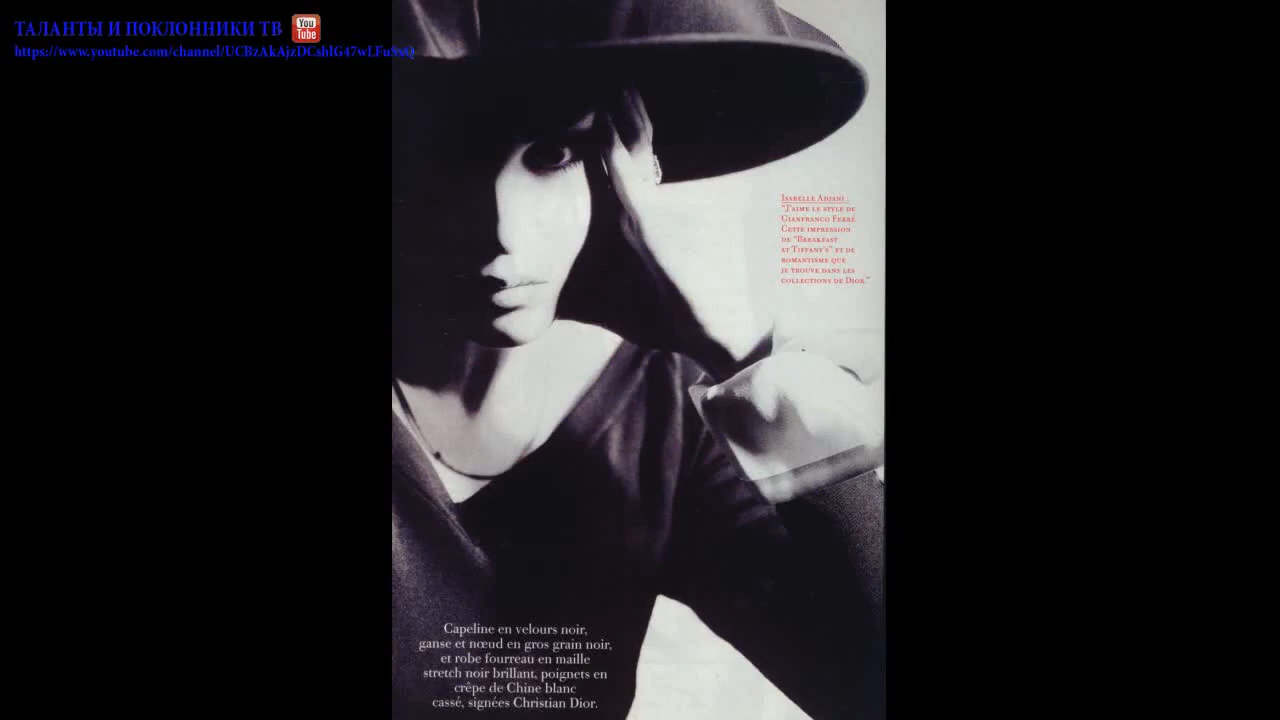 ТАЛАНТЫ И ПОКЛОННИКИ ТВ
You
Tube
Isabelle Adjani :
"J'aime le style de
Gianfranco Ferré.
Cette impression
de "Breakfast
at Tiffany's" et de
romantisme que
je trouve dans les
collections de Dior."
Capeline en velours noir,
ganse et nœud en gros grain noir,
et robe fourreau en maille
stretch noir brillant, poignets en
crêpe de Chine blanc
cassé, signées Christian Dior.